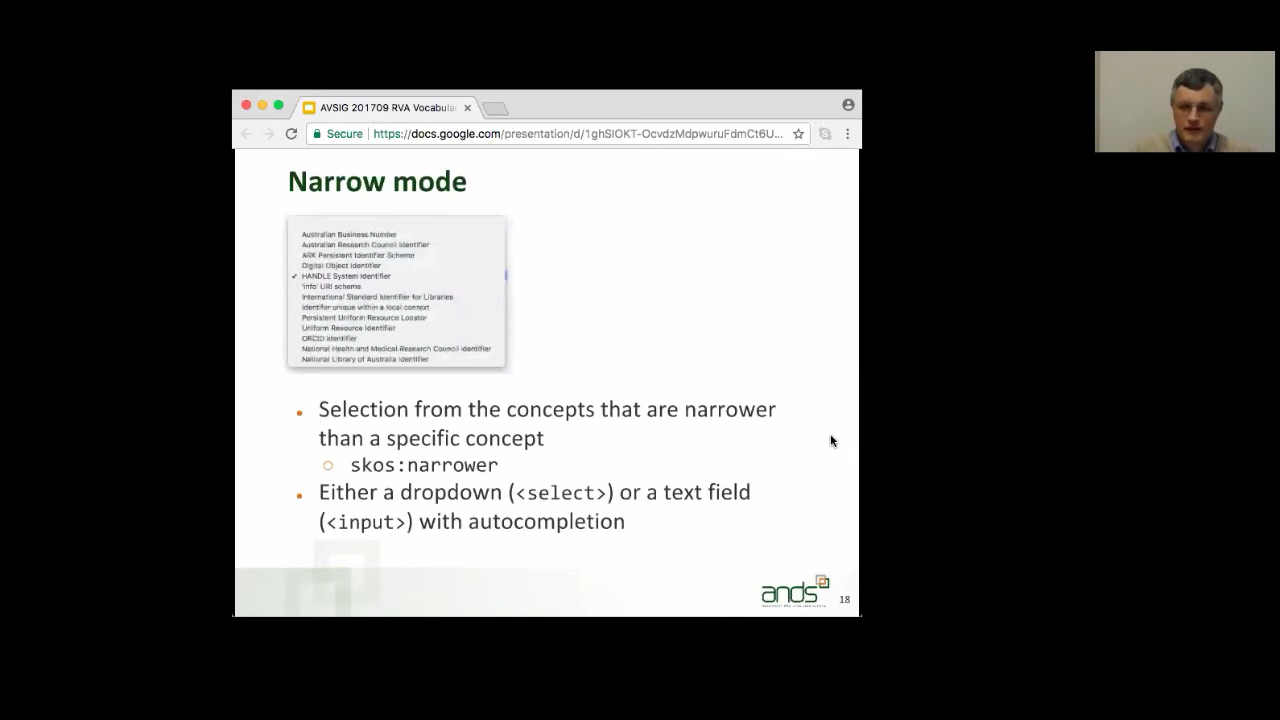 AVSIG 201709 RVA Vocabula
Secure
https://docs.google.com/presentation/d/1ghSIOKT-OcvdzMdpwuruFdmCt6U...
Narrow mode
Australian Business Number
Australian Research Council Identifier
ARK Persistent Identifier Scheme
Digital Object Identifier
✓ HANDLE System Identifier
'info' URI scheme
International Standard Identifier for Libraries
Identifer unique within a local context
Persistent Uniform Resource Locator
Uniform Resource Identifier
ORCID Identifier
National Health and Medical Research Council Identifier
National Library of Australia Identifier
• Selection from the concepts that are narrower
than a specific concept
○ skos:narrower
• Either a dropdown (<select>) or a text field
(<input>) with autocompletion
ands
18